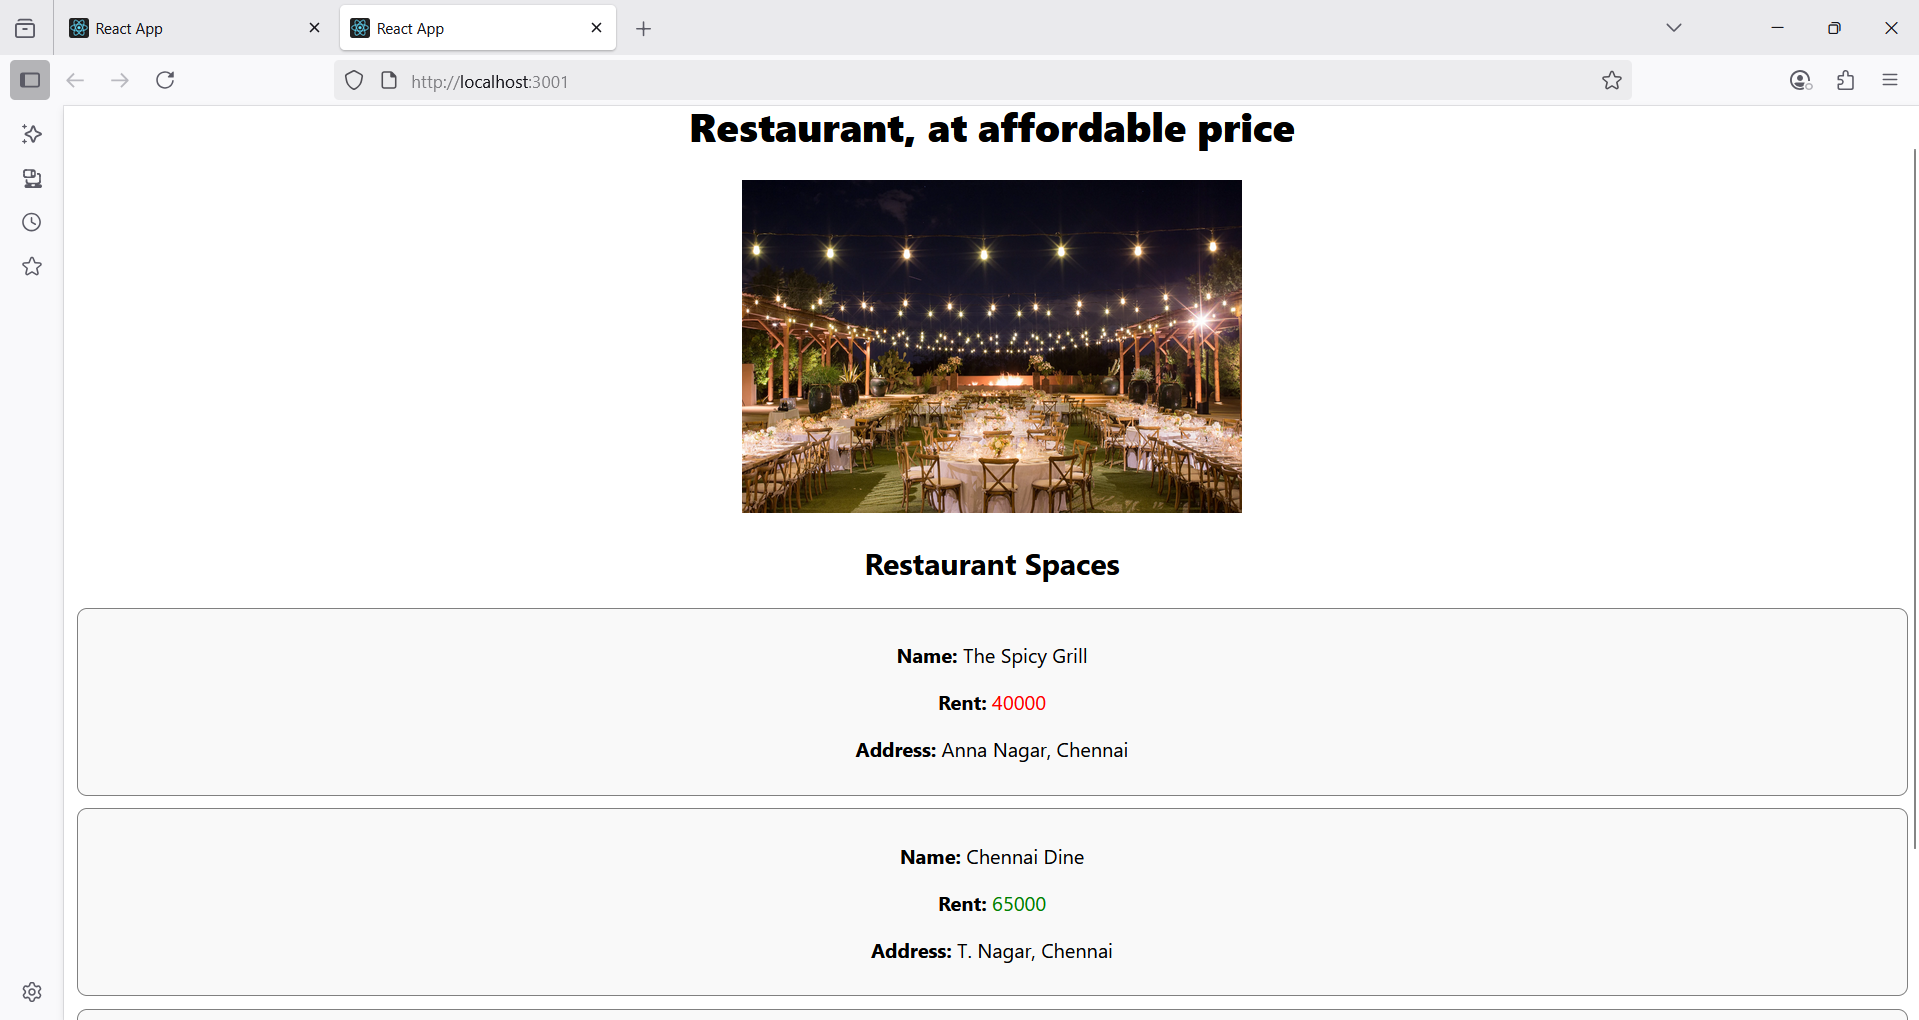 React App
React App
http://localhost:3001
Restaurant, at affordable price
Restaurant Spaces
Name: The Spicy Grill
Rent: 40000
Address: Anna Nagar, Chennai
Name: Chennai Dine
Rent: 65000
Address: T. Nagar, Chennai